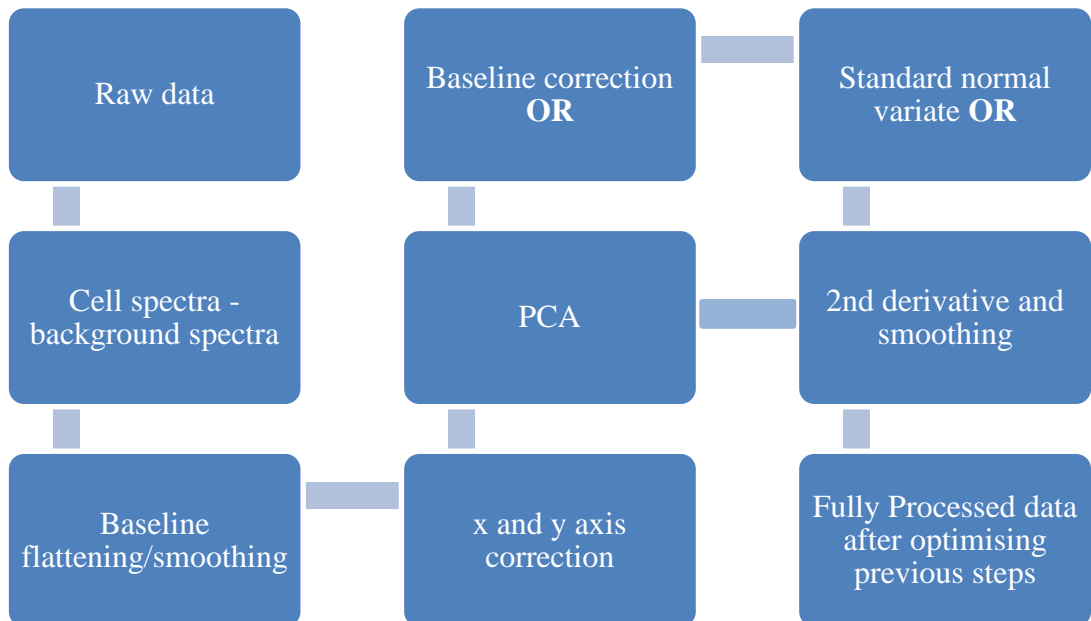 Raw data
Baseline correction
OR
Standard normal
variate OR
Cell spectra -
background spectra
PCA
2nd derivative and
smoothing
Baseline
flattening/smoothing
x and y axis
correction
Fully Processed data
after optimising
previous steps